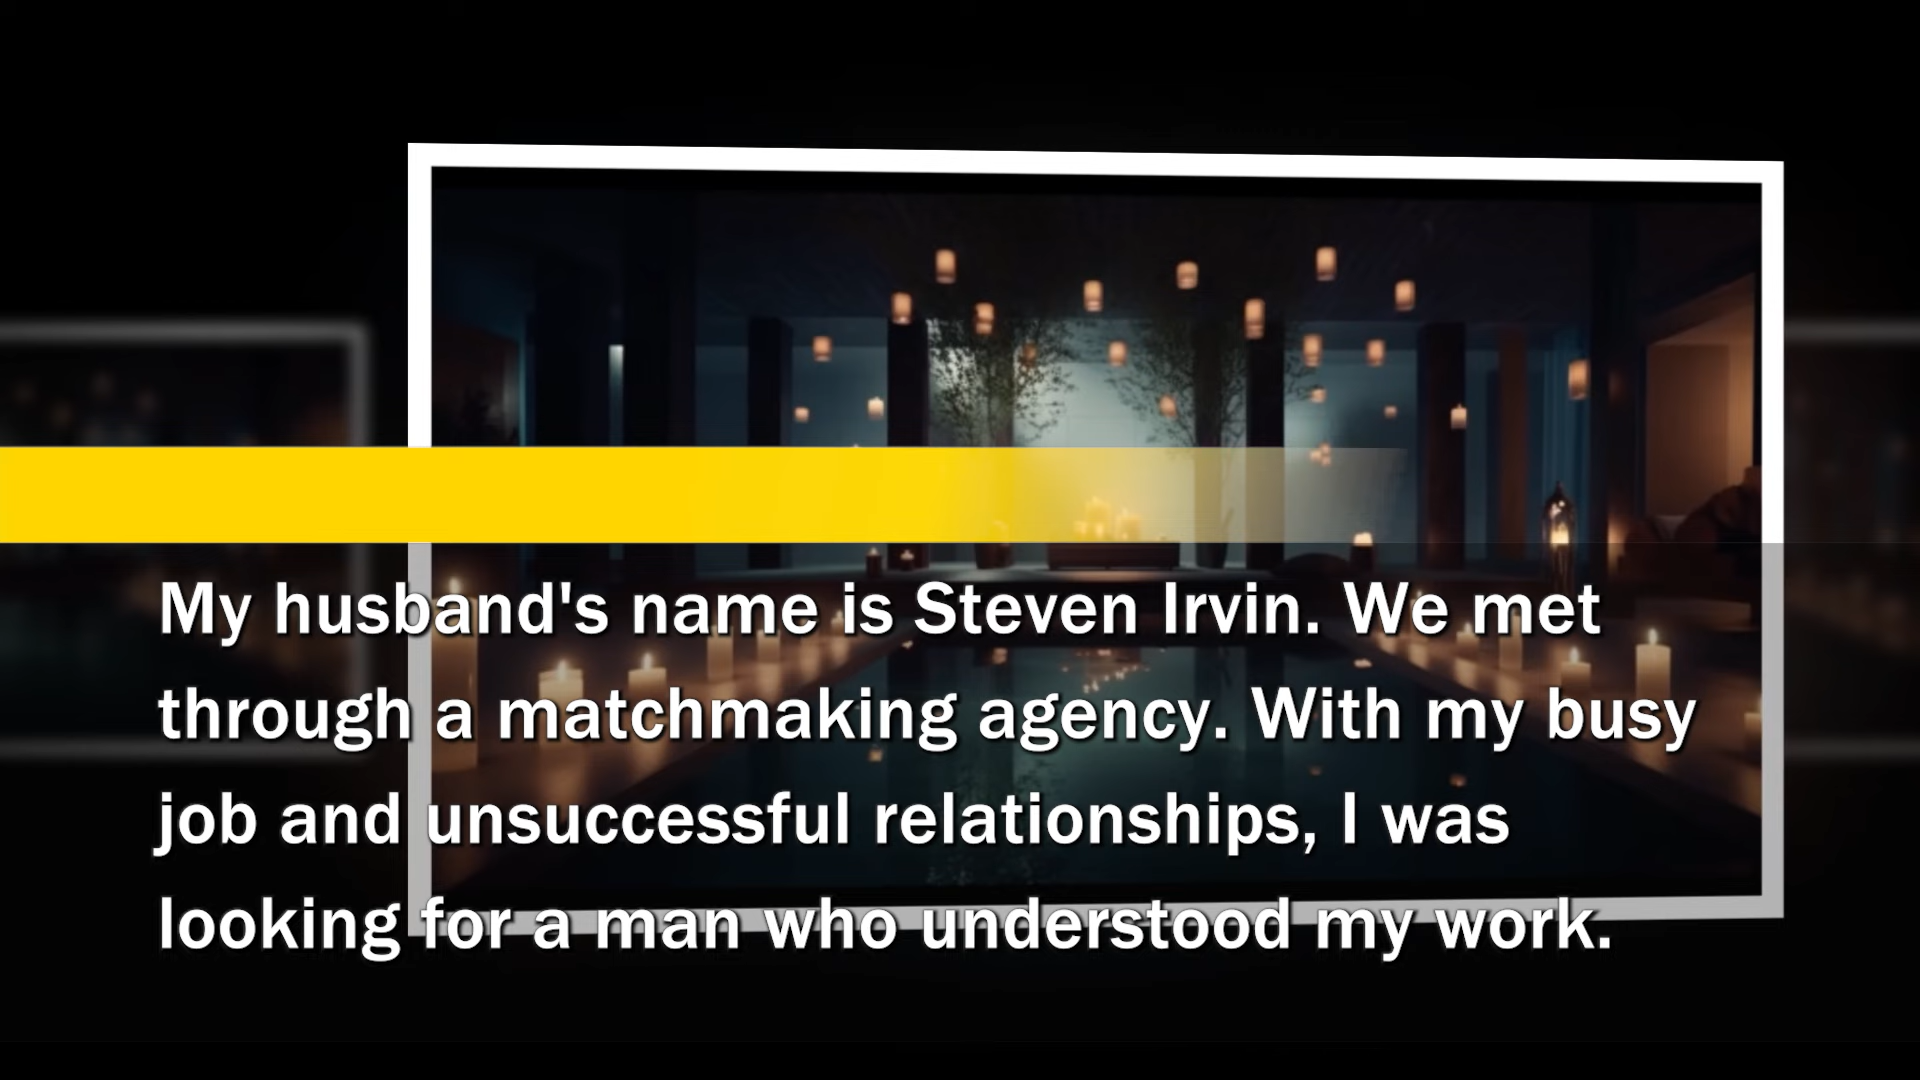 My husband's name is Steven Irvin. We met
through a matchmaking agency. With my busy
job and unsuccessful relationships, I was
looking for a man who understood my work.